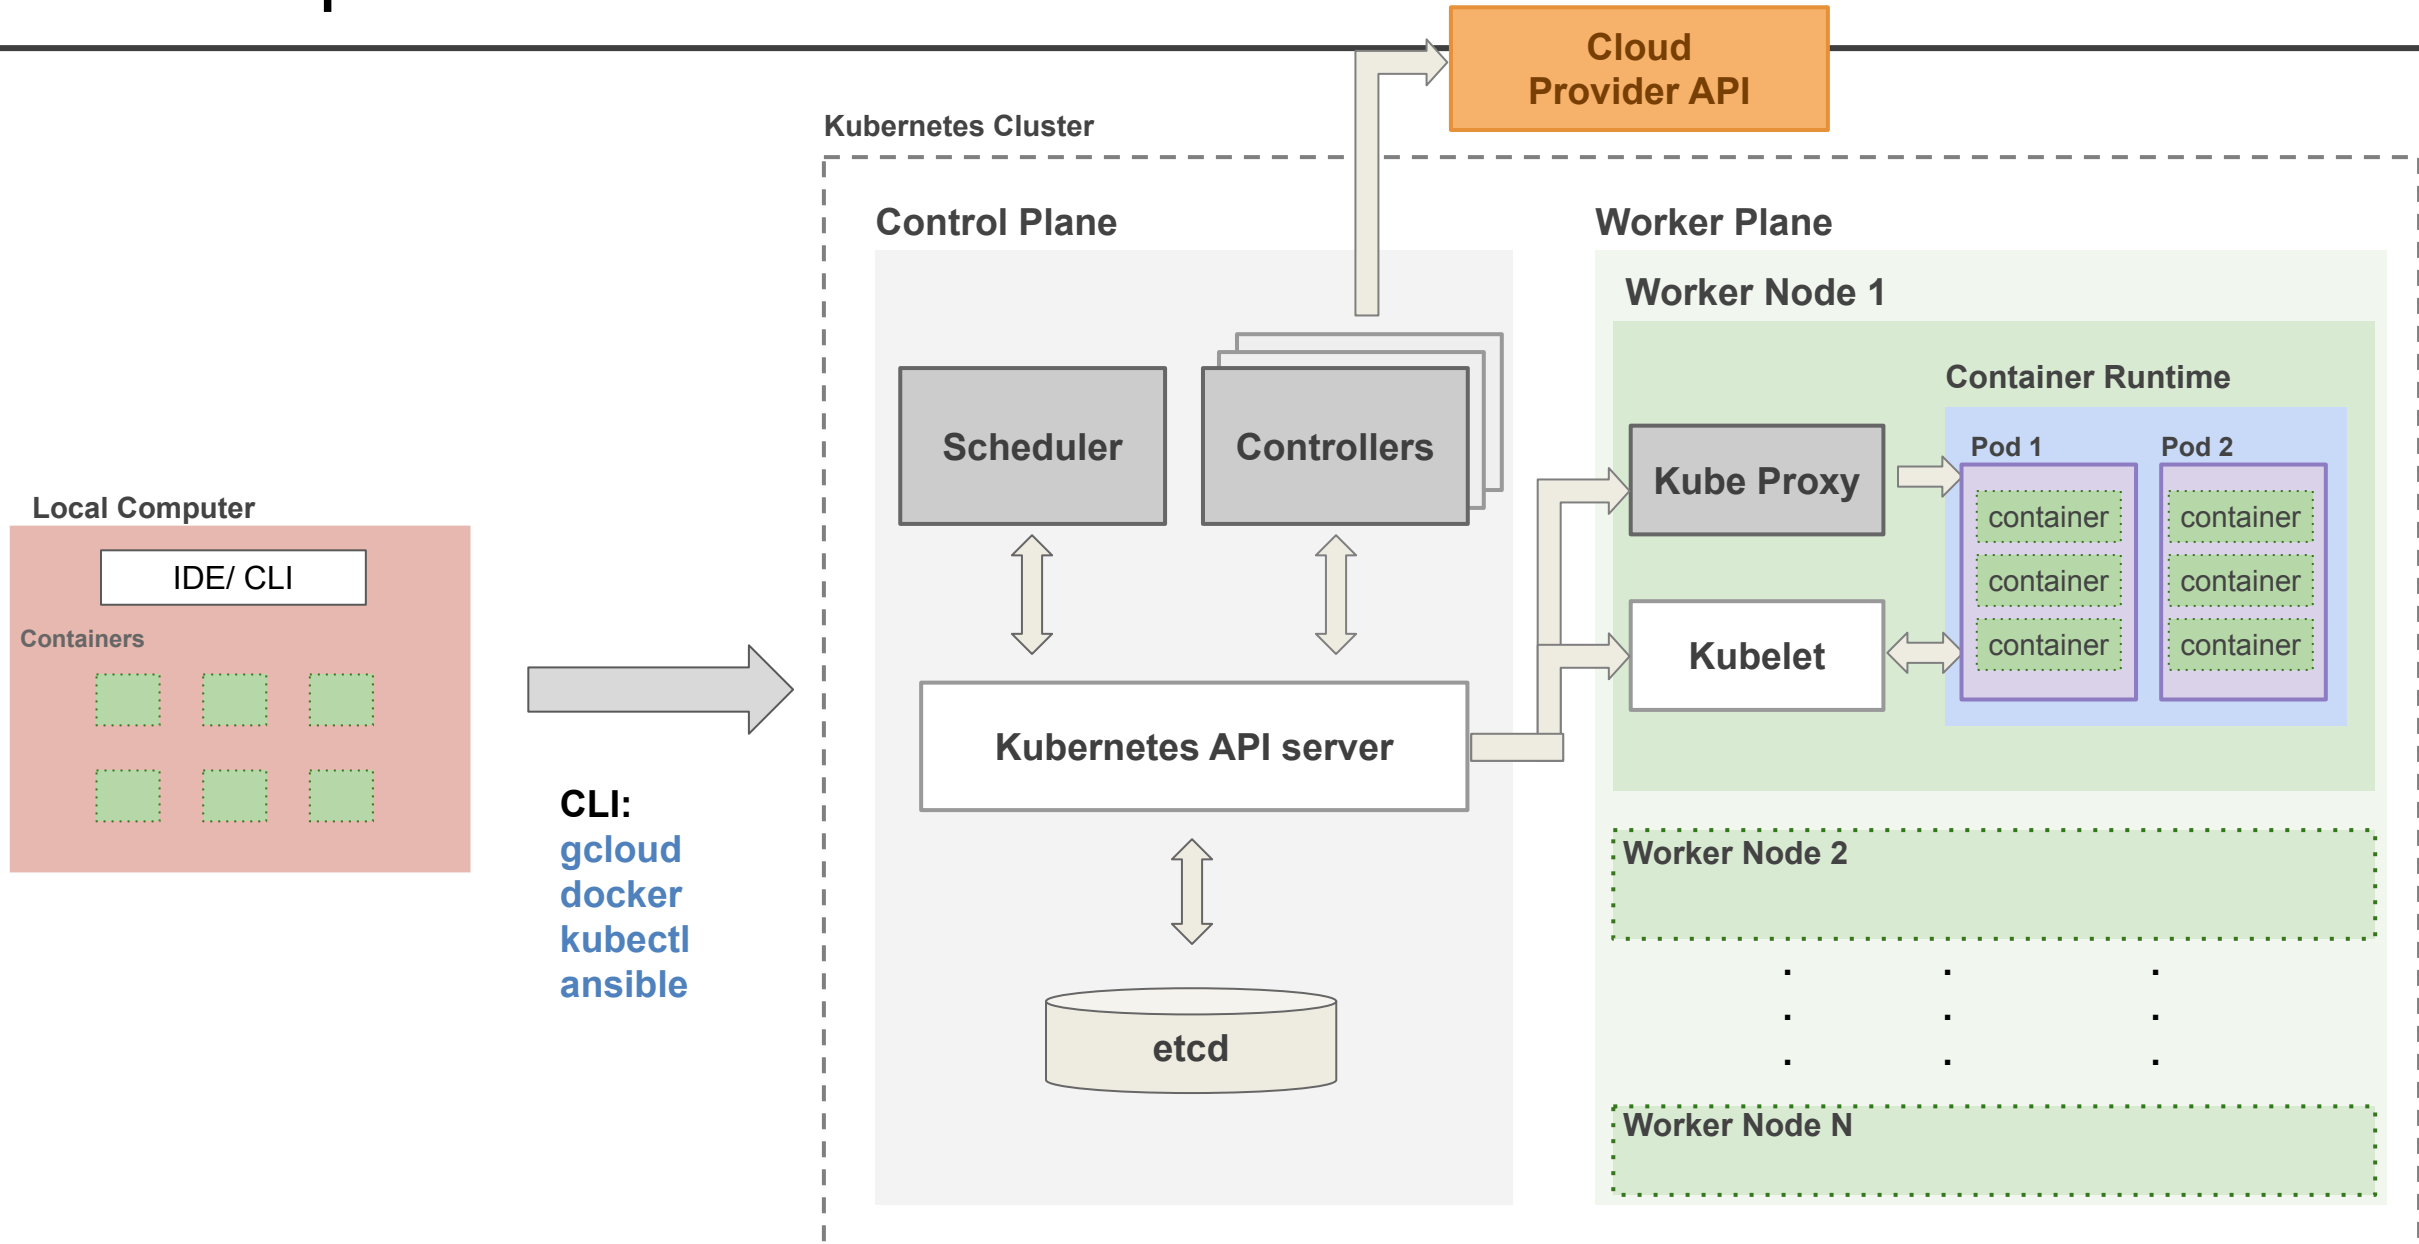 Cloud
Provider API
Kubernetes Cluster
Control Plane
Worker Plane
Worker Node 1
Container Runtime
Scheduler
Controllers
Kube Proxy
Pod 1
Pod 2
container
container
container
container
container
container
Kubelet
Local Computer
IDE/ CLI
Containers
Kubernetes API server
CLI:
gcloud
docker
kubectl
ansible
etcd
Worker Node 2
. . .
. . .
. . .
Worker Node N